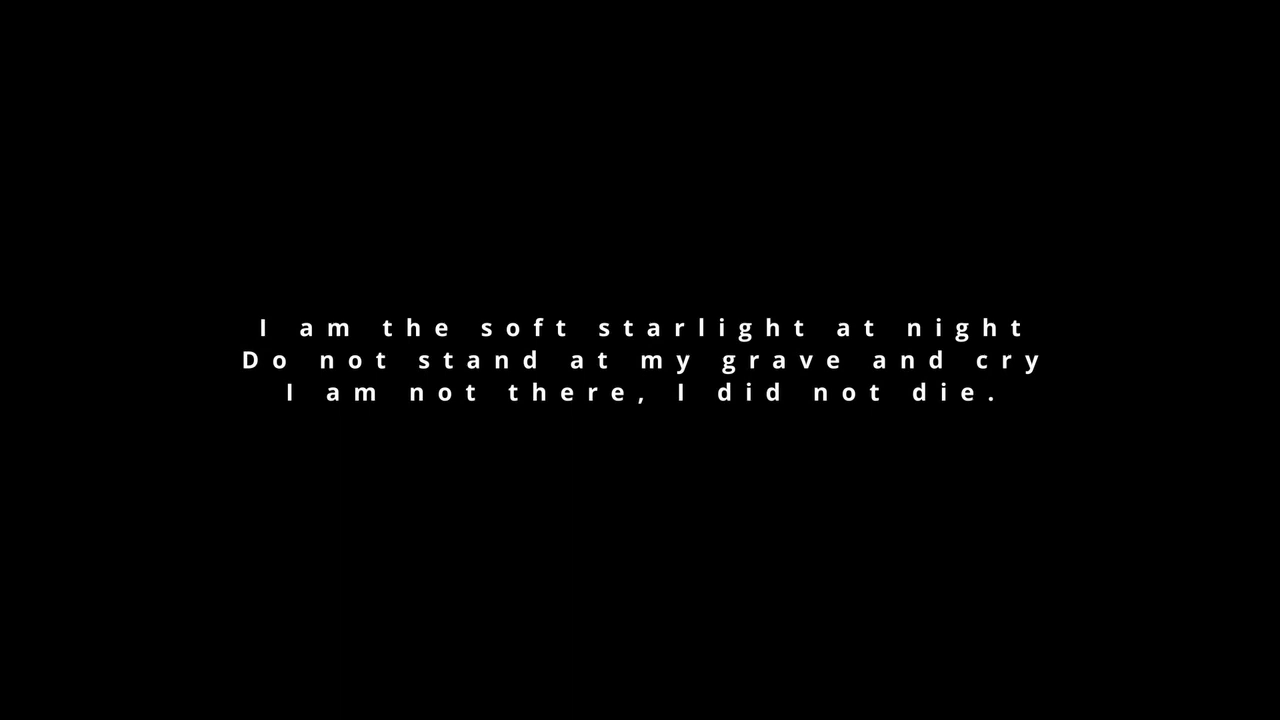 I am the soft starlight at night
Do not stand at my grave and cry
I am not there, I did not die.